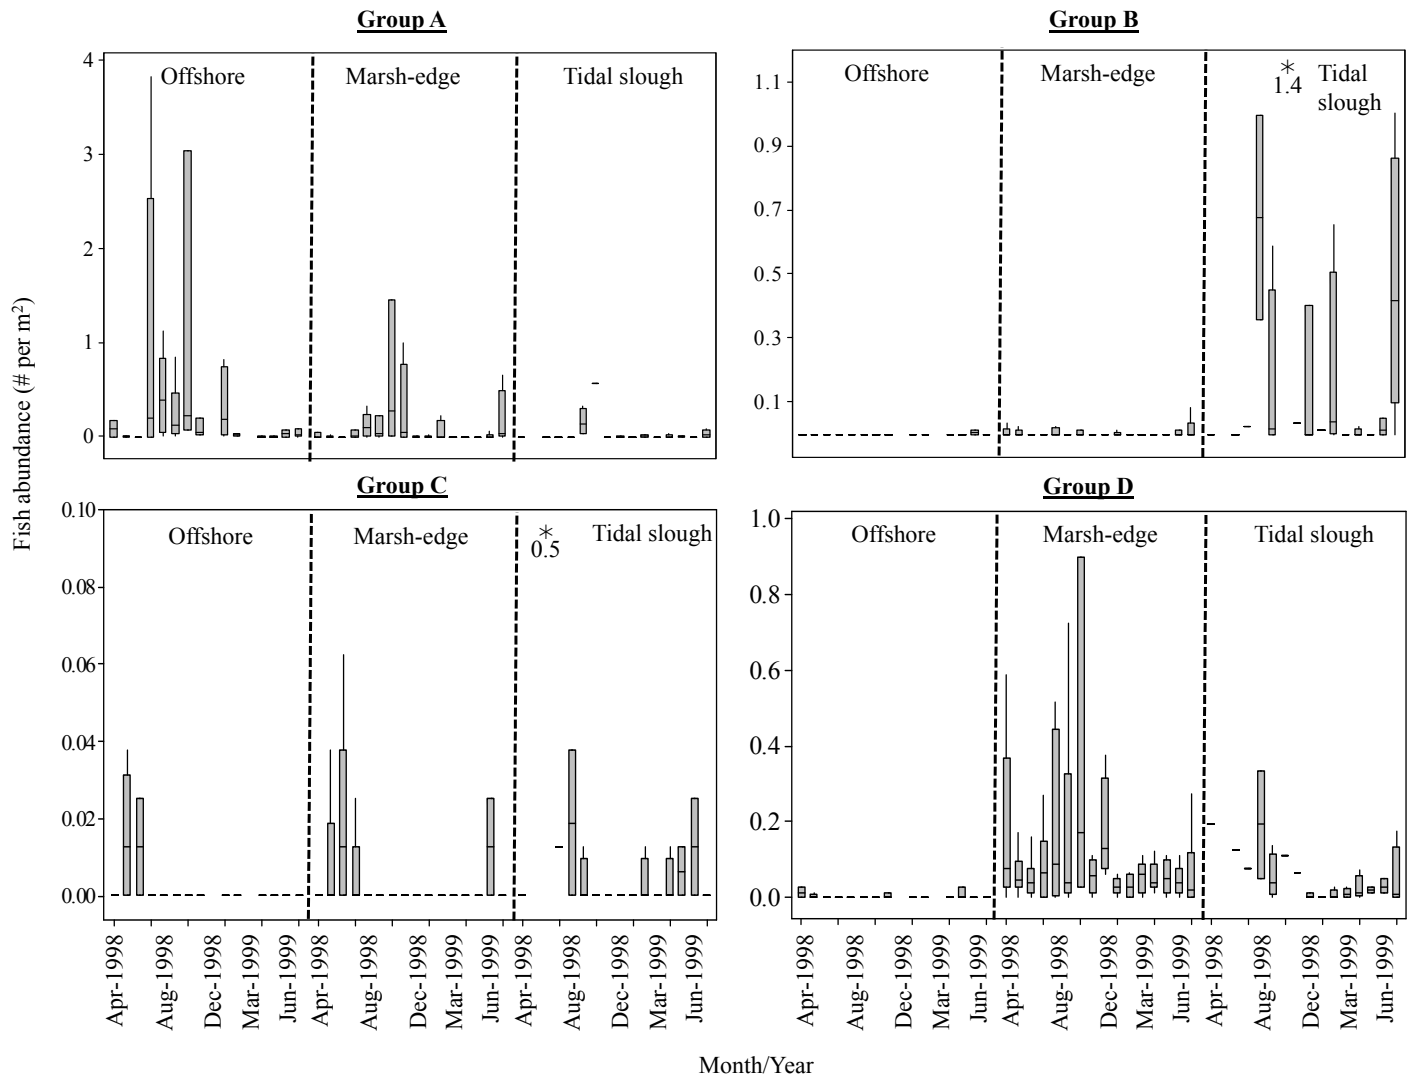 Group A
Group B
Offshore
Marsh-edge
Tidal slough
4
3
2
1
0
Offshore
Marsh-edge
*
1.4
Tidal
slough
1.1
0.9
0.7
0.5
0.3
0.1
Fish abundance (# per m²)
Group C
Group D
Offshore
Marsh-edge
*
0.5
Tidal slough
0.10
0.08
0.06
0.04
0.02
0.00
Offshore
Marsh-edge
Tidal slough
1.0
0.8
0.6
0.4
0.2
0.0
Apr-1998
Aug-1998
Dec-1998
Mar-1999
Jun-1999
Apr-1998
Aug-1998
Dec-1998
Mar-1999
Jun-1999
Apr-1998
Aug-1998
Dec-1998
Mar-1999
Jun-1999
Apr-1998
Aug-1998
Dec-1998
Mar-1999
Jun-1999
Apr-1998
Aug-1998
Dec-1998
Mar-1999
Jun-1999
Apr-1998
Aug-1998
Dec-1998
Mar-1999
Jun-1999
Month/Year